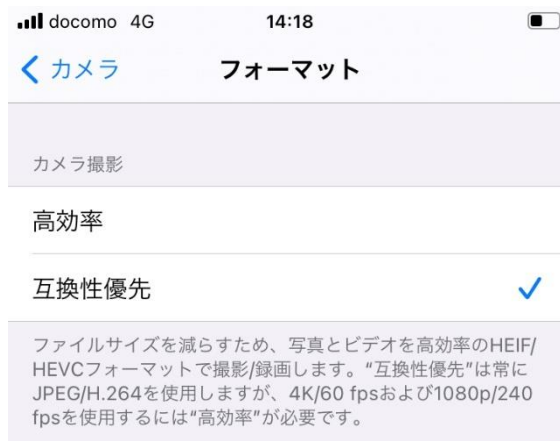 docomo 4G 14:18
カメラ フォーマット
カメラ撮影
高効率
互換性優先
ファイルサイズを減らすため、写真とビデオを高効率のHEIF/
HEVCフォーマットで撮影/録画します。“互換性優先”は常に
JPEG/H.264を使用しますが、4K/60 fpsおよび1080p/240
fpsを使用するには“高効率”が必要です。